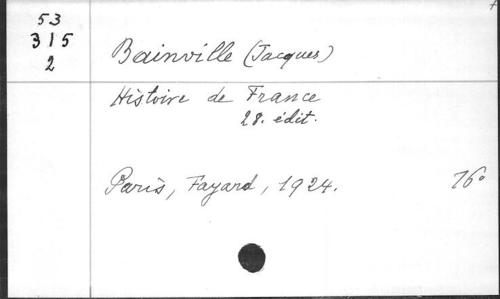 53
315
2
Bainville (Jacques)
Histoire de France
28. édit.
Paris, Fayard, 1924. 16°